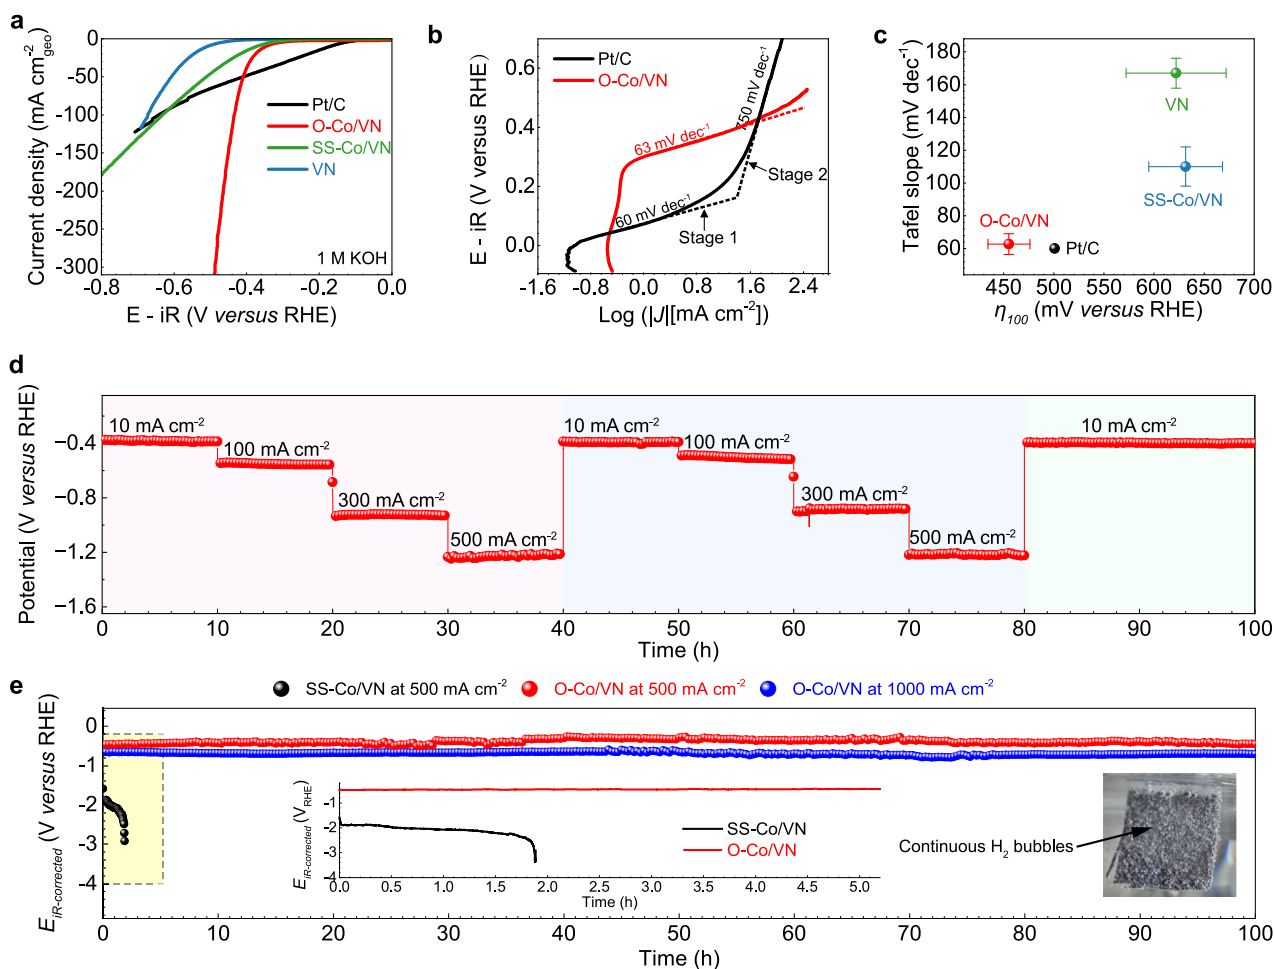 a
Current density (mA cm⁻²geo)
0
-50
-100
-150
-200
-250
-300
-0.8
-0.6
-0.4
-0.2
0.0
Pt/C
O-Co/VN
SS-Co/VN
VN
1 M KOH
E - iR (V versus RHE)
b
E - iR (V versus RHE)
0.6
0.4
0.2
0.0
-1.6
-0.8
0.0
0.8
1.6
2.4
Pt/C
O-Co/VN
750 mV dec⁻¹
63 mV dec⁻¹
60 mV dec⁻¹
Stage 2
Stage 1
Log (|J|[mA cm⁻²])
c
Tafel slope (mV dec⁻¹)
180
160
140
120
100
80
60
450
500
550
600
650
700
VN
SS-Co/VN
O-Co/VN
Pt/C
η₁₀₀ (mV versus RHE)
d
Potential (V versus RHE)
−0.4
−0.8
−1.2
−1.6
10 mA cm⁻²
100 mA cm⁻²
300 mA cm⁻²
500 mA cm⁻²
10 mA cm⁻²
100 mA cm⁻²
300 mA cm⁻²
500 mA cm⁻²
10 mA cm⁻²
0 10 20 30 40 50 60 70 80 90 100
Time (h)
e
SS-Co/VN at 500 mA cm⁻² O-Co/VN at 500 mA cm⁻² O-Co/VN at 1000 mA cm⁻²
E iR-corrected (V versus RHE)
0
-1
-2
-3
-4
E iR-corrected (V RHE)
-1
-2
-3
-4
SS-Co/VN
O-Co/VN
0.0 0.5 1.0 1.5 2.0 2.5 3.0 3.5 4.0 4.5 5.0
Time (h)
Continuous H₂ bubbles
0 10 20 30 40 50 60 70 80 90 100
Time (h)